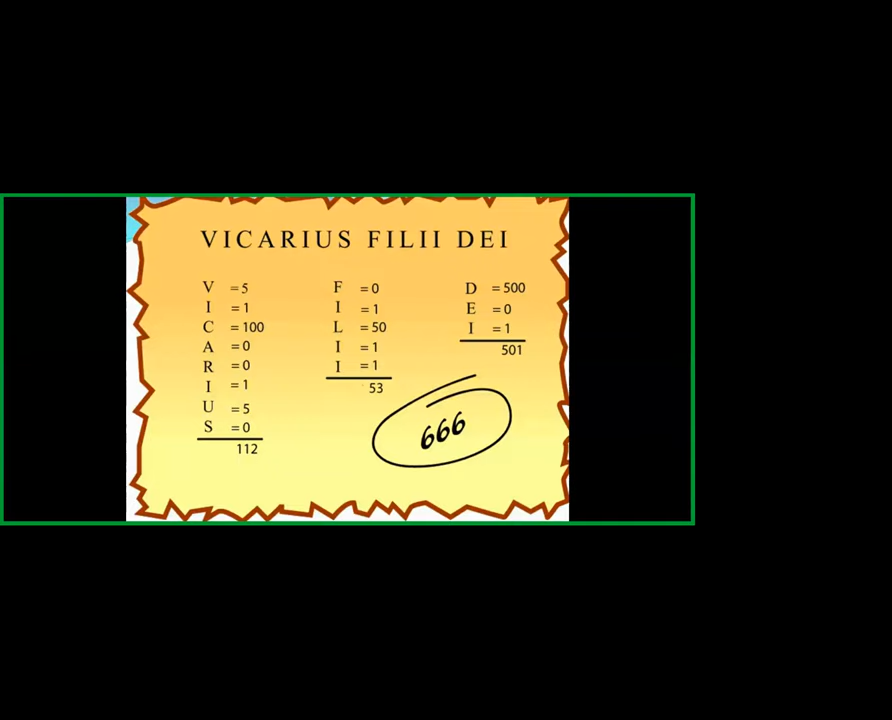 VICARIUS FILII DEI
V = 5
I = 1
C = 100
A = 0
R = 0
I = 1
U = 5
S = 0
112
F = 0
I = 1
L = 50
I = 1
I = 1
53
D = 500
E = 0
I = 1
501
666